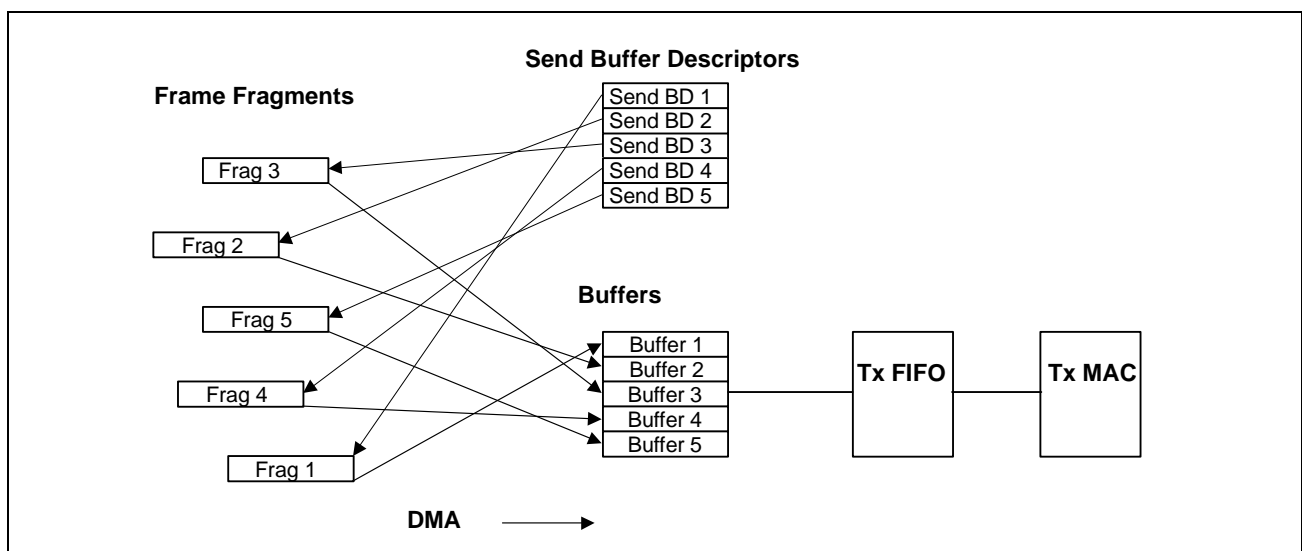 Send Buffer Descriptors
Frame Fragments
Send BD 1
Send BD 2
Send BD 3
Send BD 4
Send BD 5
Frag 3
Frag 2
Frag 5
Frag 4
Frag 1
Buffers
Buffer 1
Buffer 2
Buffer 3
Buffer 4
Buffer 5
Tx FIFO
Tx MAC
DMA